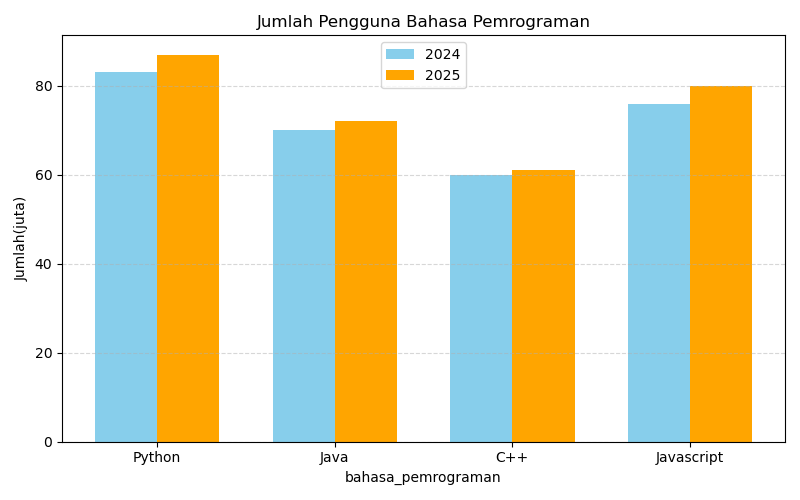 Jumlah Pengguna Bahasa Pemrograman
2024
2025
Jumlah(juta)
80
60
40
20
0
Python Java C++ Javascript
bahasa_pemrograman